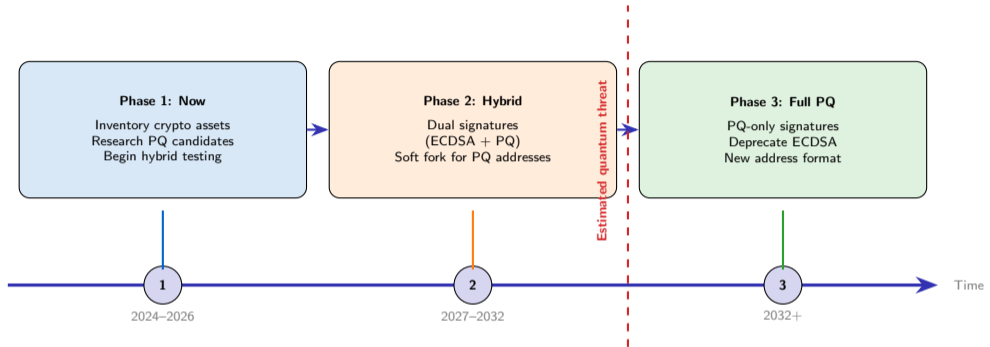 Phase 1: Now
Inventory crypto assets
Research PQ candidates
Begin hybrid testing
Phase 2: Hybrid
Dual signatures
(ECDSA + PQ)
Soft fork for PQ addresses
Estimated quantum threat
Phase 3: Full PQ
PQ-only signatures
Deprecate ECDSA
New address format
1
2
3
Time
2024–2026
2027–2032
2032+